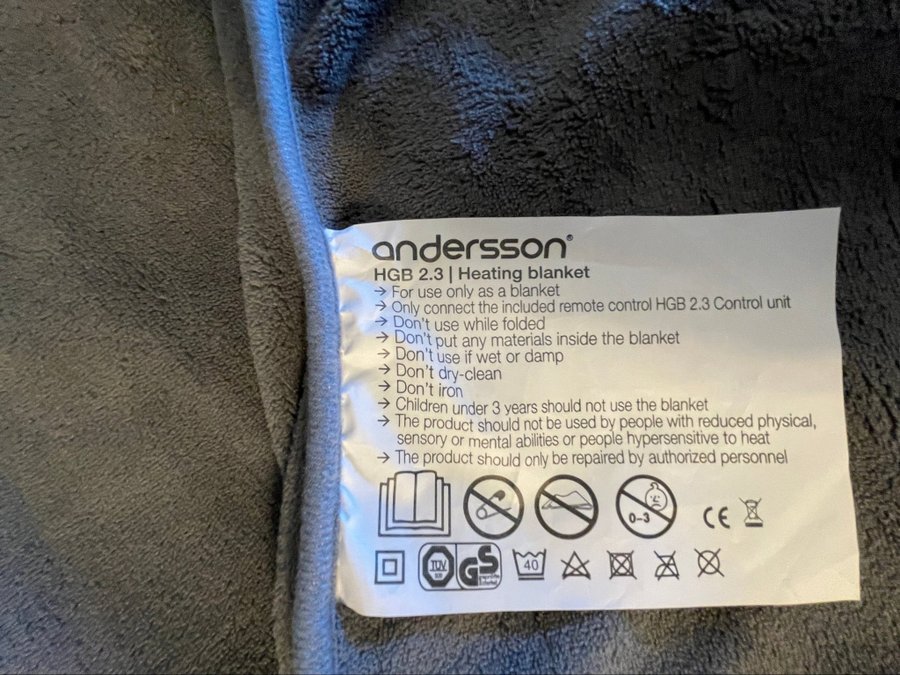 andersson®
HGB 2.3 | Heating blanket
→ For use only as a blanket
→ Only connect the included remote control HGB 2.3 Control unit
→ Don't use while folded
→ Don't put any materials inside the blanket
→ Don't use if wet or damp
→ Don't dry-clean
→ Don't iron
→ Children under 3 years should not use the blanket
→ The product should not be used by people with reduced physical,
sensory or mental abilities or people hypersensitive to heat
→ The product should only be repaired by authorized personnel
0-3 CE
TÜV GS 40